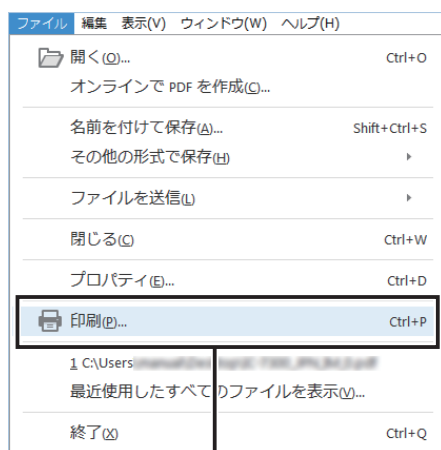 ファイル 編集 表示(V) ウィンドウ(W) ヘルプ(H)
開く(O)... Ctrl+O
オンラインで PDF を作成(C)...
名前を付けて保存(A)... Shift+Ctrl+S
その他の形式で保存(H)
ファイルを送信(L)
閉じる(C) Ctrl+W
プロパティ(E)... Ctrl+D
印刷(P)... Ctrl+P
1 C:\Users
最近使用したすべてのファイルを表示(V)...
終了(X) Ctrl+Q